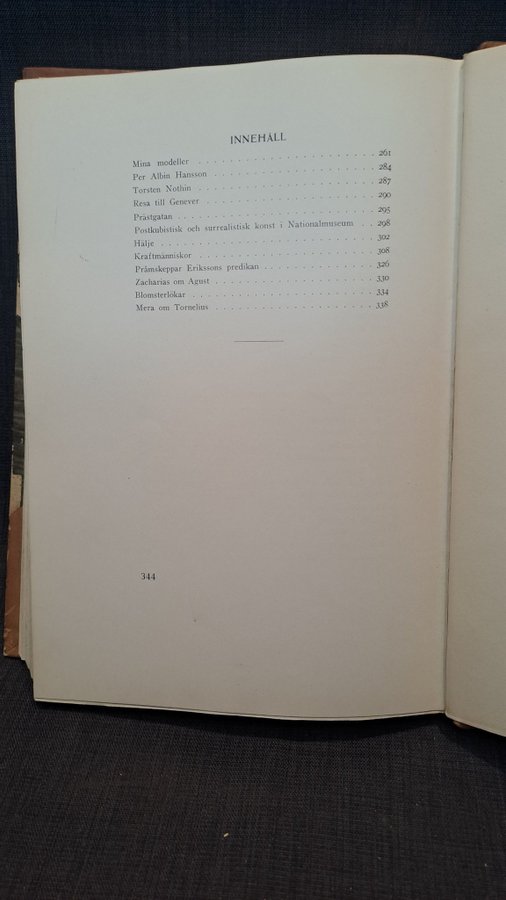 INNEHÅLL
Mina modeller . . . . . . . . . . . . . . . . . . . 261
Per Albin Hansson . . . . . . . . . . . . . . . . . . 284
Torsten Nothin . . . . . . . . . . . . . . . . . . . 287
Resa till Genever . . . . . . . . . . . . . . . . . . 290
Prästgatan . . . . . . . . . . . . . . . . . . . . . 295
Postkubistisk och surrealistisk konst i Nationalmuseum . . 298
Hälje . . . . . . . . . . . . . . . . . . . . . . . 302
Kraftmänniskor . . . . . . . . . . . . . . . . . . . 308
Pråmskeppar Erikssons predikan . . . . . . . . . . . . 326
Zacharias om Agust . . . . . . . . . . . . . . . . . 330
Blomsterlökar . . . . . . . . . . . . . . . . . . . 334
Mera om Tornelius . . . . . . . . . . . . . . . . . 338
344